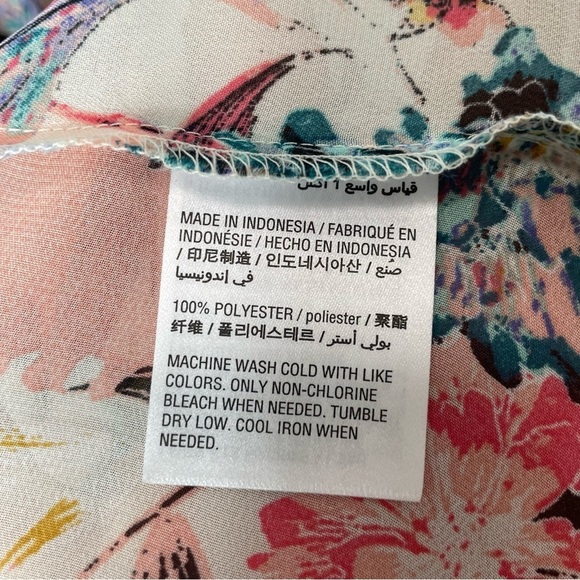 قياس واسع 1 اكس
MADE IN INDONESIA / FABRIQUÉ EN
INDONÉSIE / HECHO EN INDONESIA
/ 印尼制造 / 인도네시아산 / صُنع
في إندونيسيا
100% POLYESTER / poliester / 聚酯
纤维 / 폴리에스테르 / بولي أستر
MACHINE WASH COLD WITH LIKE
COLORS. ONLY NON-CHLORINE
BLEACH WHEN NEEDED. TUMBLE
DRY LOW. COOL IRON WHEN
NEEDED.